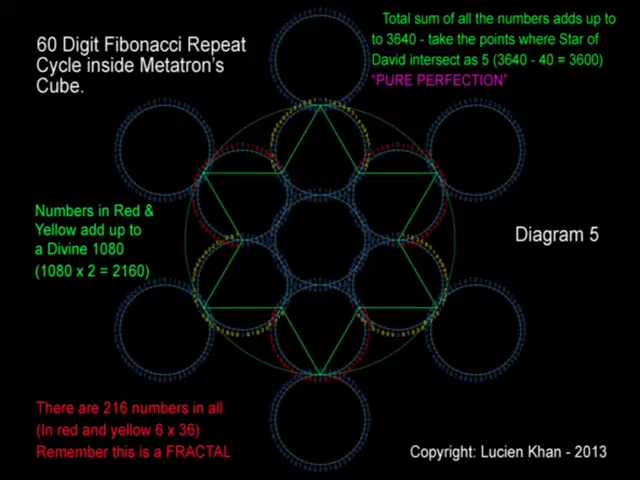 60 Digit Fibonacci Repeat
Cycle inside Metatron's
Cube.
Total sum of all the numbers adds up to
to 3640 - take the points where Star of
David intersect as 5 (3640 - 40 = 3600)
"PURE PERFECTION"
Numbers in Red &
Yellow add up to
a Divine 1080
(1080 x 2 = 2160)
Diagram 5
There are 216 numbers in all
(In red and yellow 6 x 36)
Remember this is a FRACTAL
Copyright: Lucien Khan - 2013